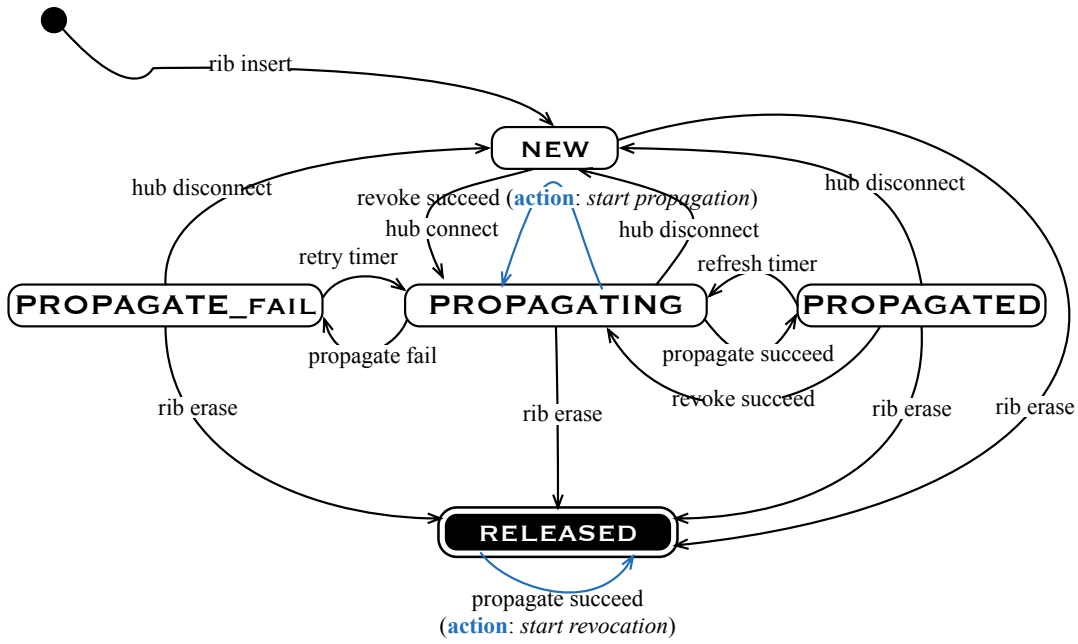 rib insert
NEW
hub disconnect
hub disconnect
revoke succeed (action: start propagation)
hub connect
hub disconnect
retry timer
refresh timer
PROPAGATE_FAIL
PROPAGATING
PROPAGATED
propagate fail
propagate succeed
revoke succeed
rib erase
rib erase
rib erase
rib erase
RELEASED
propagate succeed
(action: start revocation)